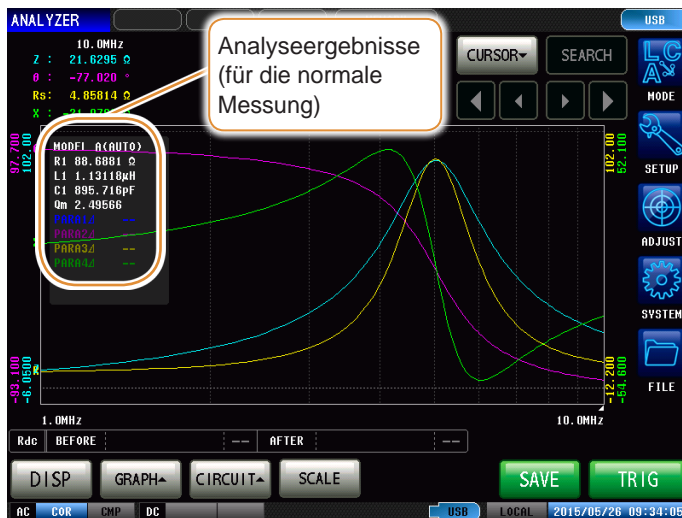 ANALYZER
USB
10.0MHz
Z : 21.6295 Ω
θ : -77.020 °
Rs: 4.85814 Ω
X :
Analyseergebnisse
(für die normale
Messung)
CURSOR
SEARCH
MODE
SETUP
ADJUST
SYSTEM
FILE
MODEL A(AUTO)
R1 88.6881 Ω
L1 1.13118μH
C1 895.716pF
Qm 2.49566
PARA1⊿ --
PARA2⊿ --
PARA3⊿ --
PARA4⊿ --
97.700
102.00
102.00
52.100
-93.100
-6.0500
-12.200
-54.600
1.0MHz
10.0MHz
Rdc BEFORE -- AFTER --
DISP
GRAPH
CIRCUIT
SCALE
SAVE
TRIG
AC COR CMP DC USB LOCAL 2015/05/26 09:34:05